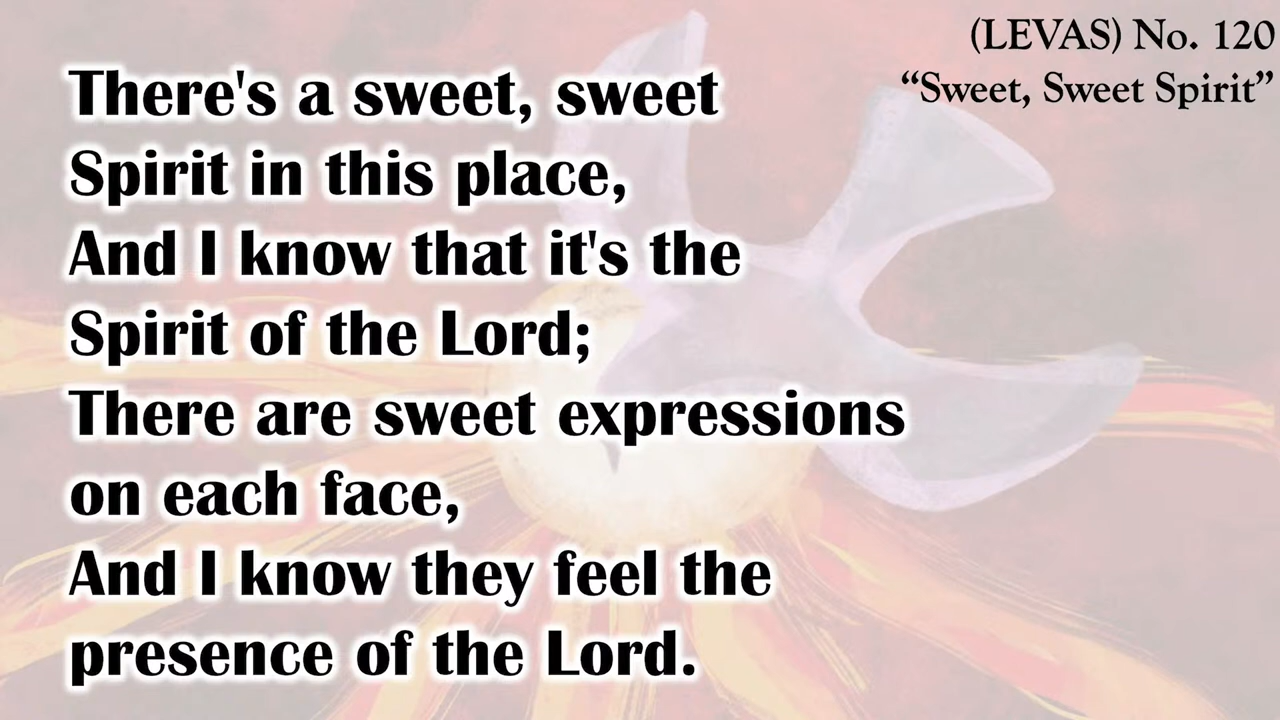 (LEVAS) No. 120
“Sweet, Sweet Spirit”
There's a sweet, sweet
Spirit in this place,
And I know that it's the
Spirit of the Lord;
There are sweet expressions
on each face,
And I know they feel the
presence of the Lord.